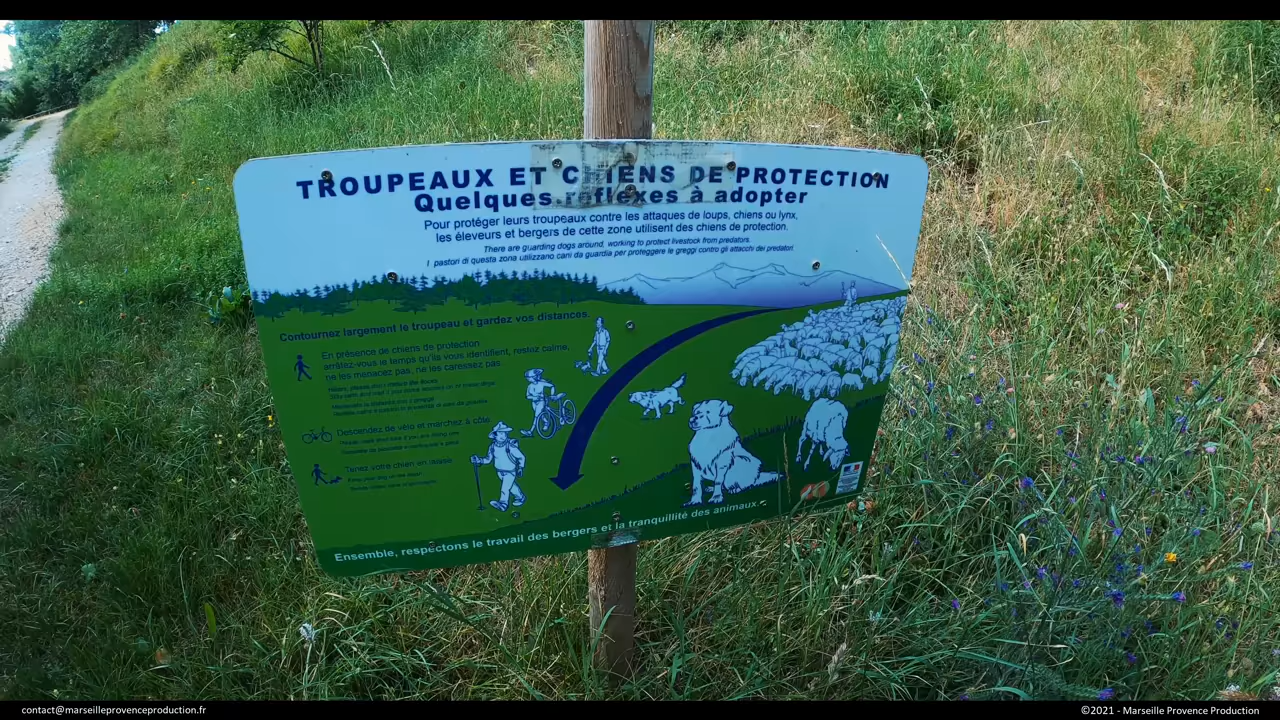 TROUPEAUX ET CHIENS DE PROTECTION
Quelques réflexes à adopter
Pour protéger leurs troupeaux contre les attaques de loups, chiens ou lynx,
les éleveurs et bergers de cette zone utilisent des chiens de protection.
There are guarding dogs around, working to protect livestock from predators.
I pastori di questa zona utilizzano cani da guardia per proteggere le greggi contro gli attacchi dei predatori.
Contournez largement le troupeau et gardez vos distances.
En présence de chiens de protection
arrêtez-vous le temps qu'ils vous identifient, restez calme,
ne les menacez pas, ne les caressez pas
Descendez de vélo et marchez à côté
Tenez votre chien en laisse
Ensemble, respectons le travail des bergers et la tranquillité des animaux.
contact@marseilleprovenceproduction.fr
©2021 - Marseille Provence Production